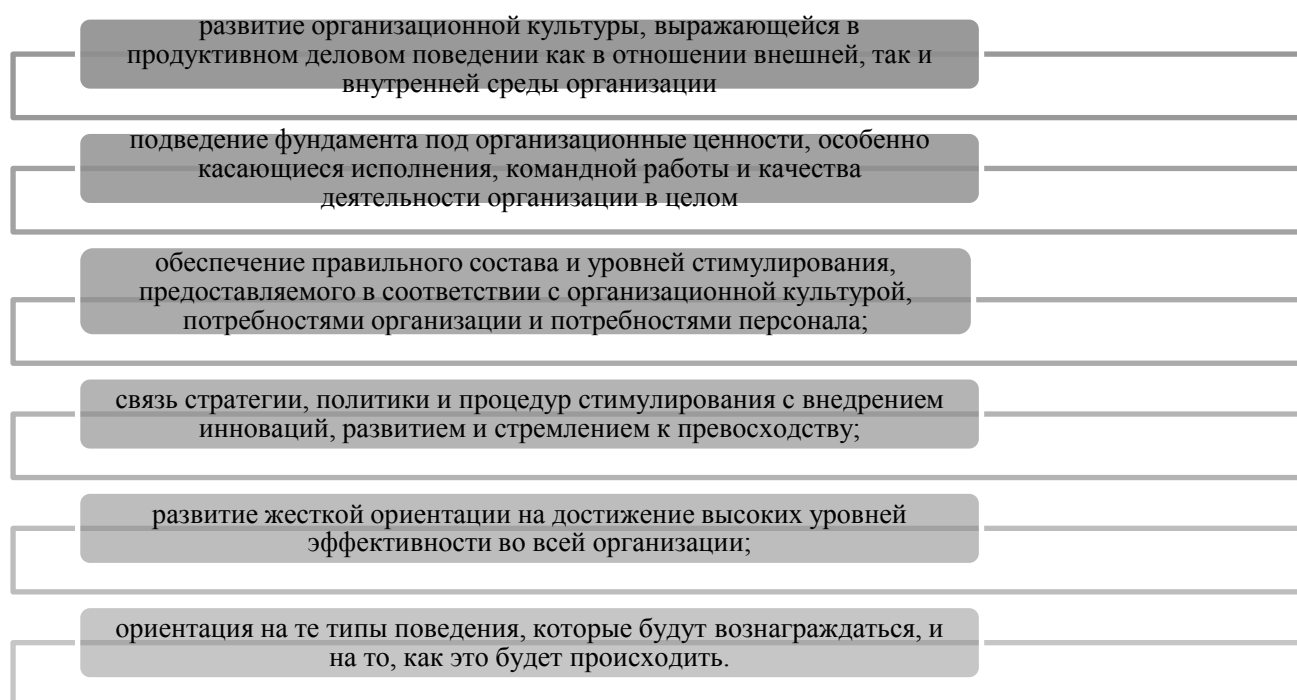 развитие организационной культуры, выражающейся в
продуктивном деловом поведении как в отношении внешней, так и
внутренней среды организации
подведение фундамента под организационные ценности, особенно
касающиеся исполнения, командной работы и качества
деятельности организации в целом
обеспечение правильного состава и уровней стимулирования,
предоставляемого в соответствии с организационной культурой,
потребностями организации и потребностями персонала;
связь стратегии, политики и процедур стимулирования с внедрением
инноваций, развитием и стремлением к превосходству;
развитие жесткой ориентации на достижение высоких уровней
эффективности во всей организации;
ориентация на те типы поведения, которые будут вознаграждаться, и
на то, как это будет происходить.